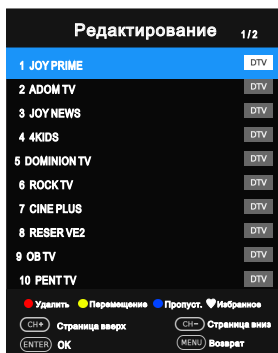 Редактирование 1/2
1 JOY PRIME DTV
2 ADOM TV DTV
3 JOY NEWS DTV
4 4KIDS DTV
5 DOMINION TV DTV
6 ROCK TV DTV
7 CINE PLUS DTV
8 RESER VE2 DTV
9 OB TV DTV
10 PENT TV DTV
Удалить Перемещение Пропуст. Избранное
CH+ Страница вверх CH- Страница вниз
ENTER OK MENU Возврат